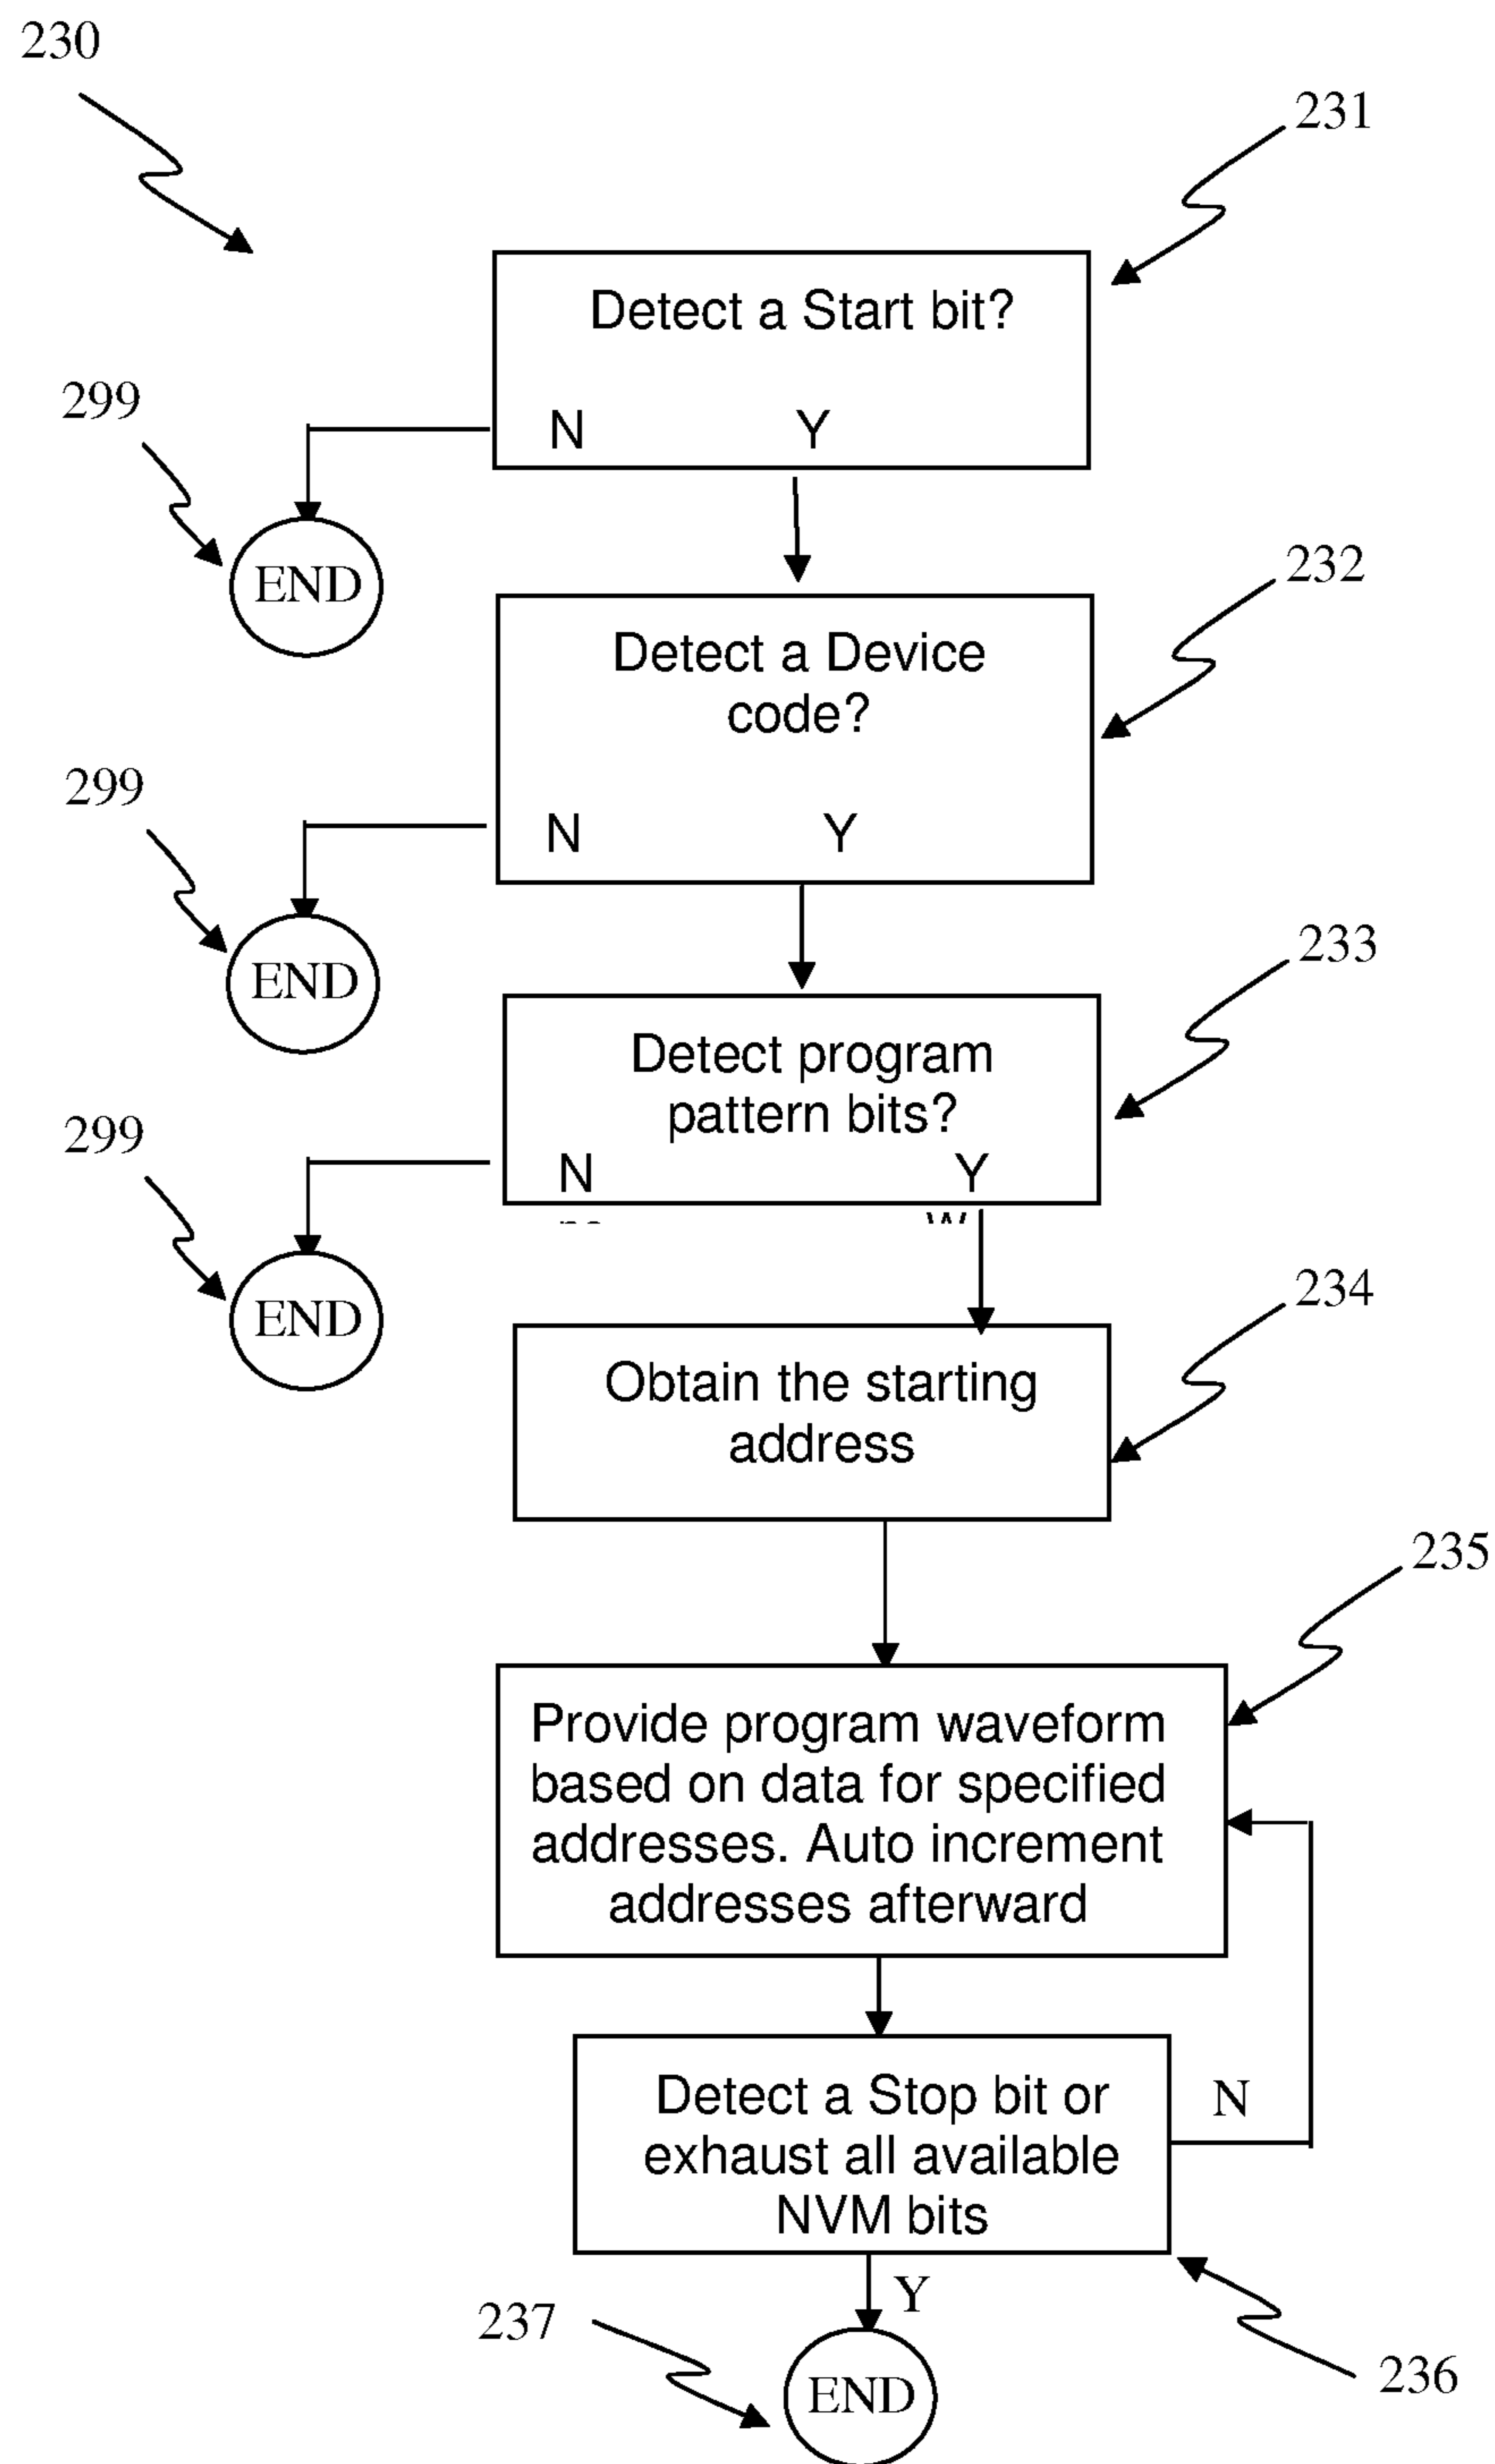 230
231
Detect a Start bit?
299
N Y
END
232
Detect a Device
code?
299
N Y
END
233
Detect program
pattern bits?
299
N Y
END
234
Obtain the starting
address
235
Provide program waveform
based on data for specified
addresses. Auto increment
addresses afterward
Detect a Stop bit or
N
exhaust all available
NVM bits
Y
237
236
END